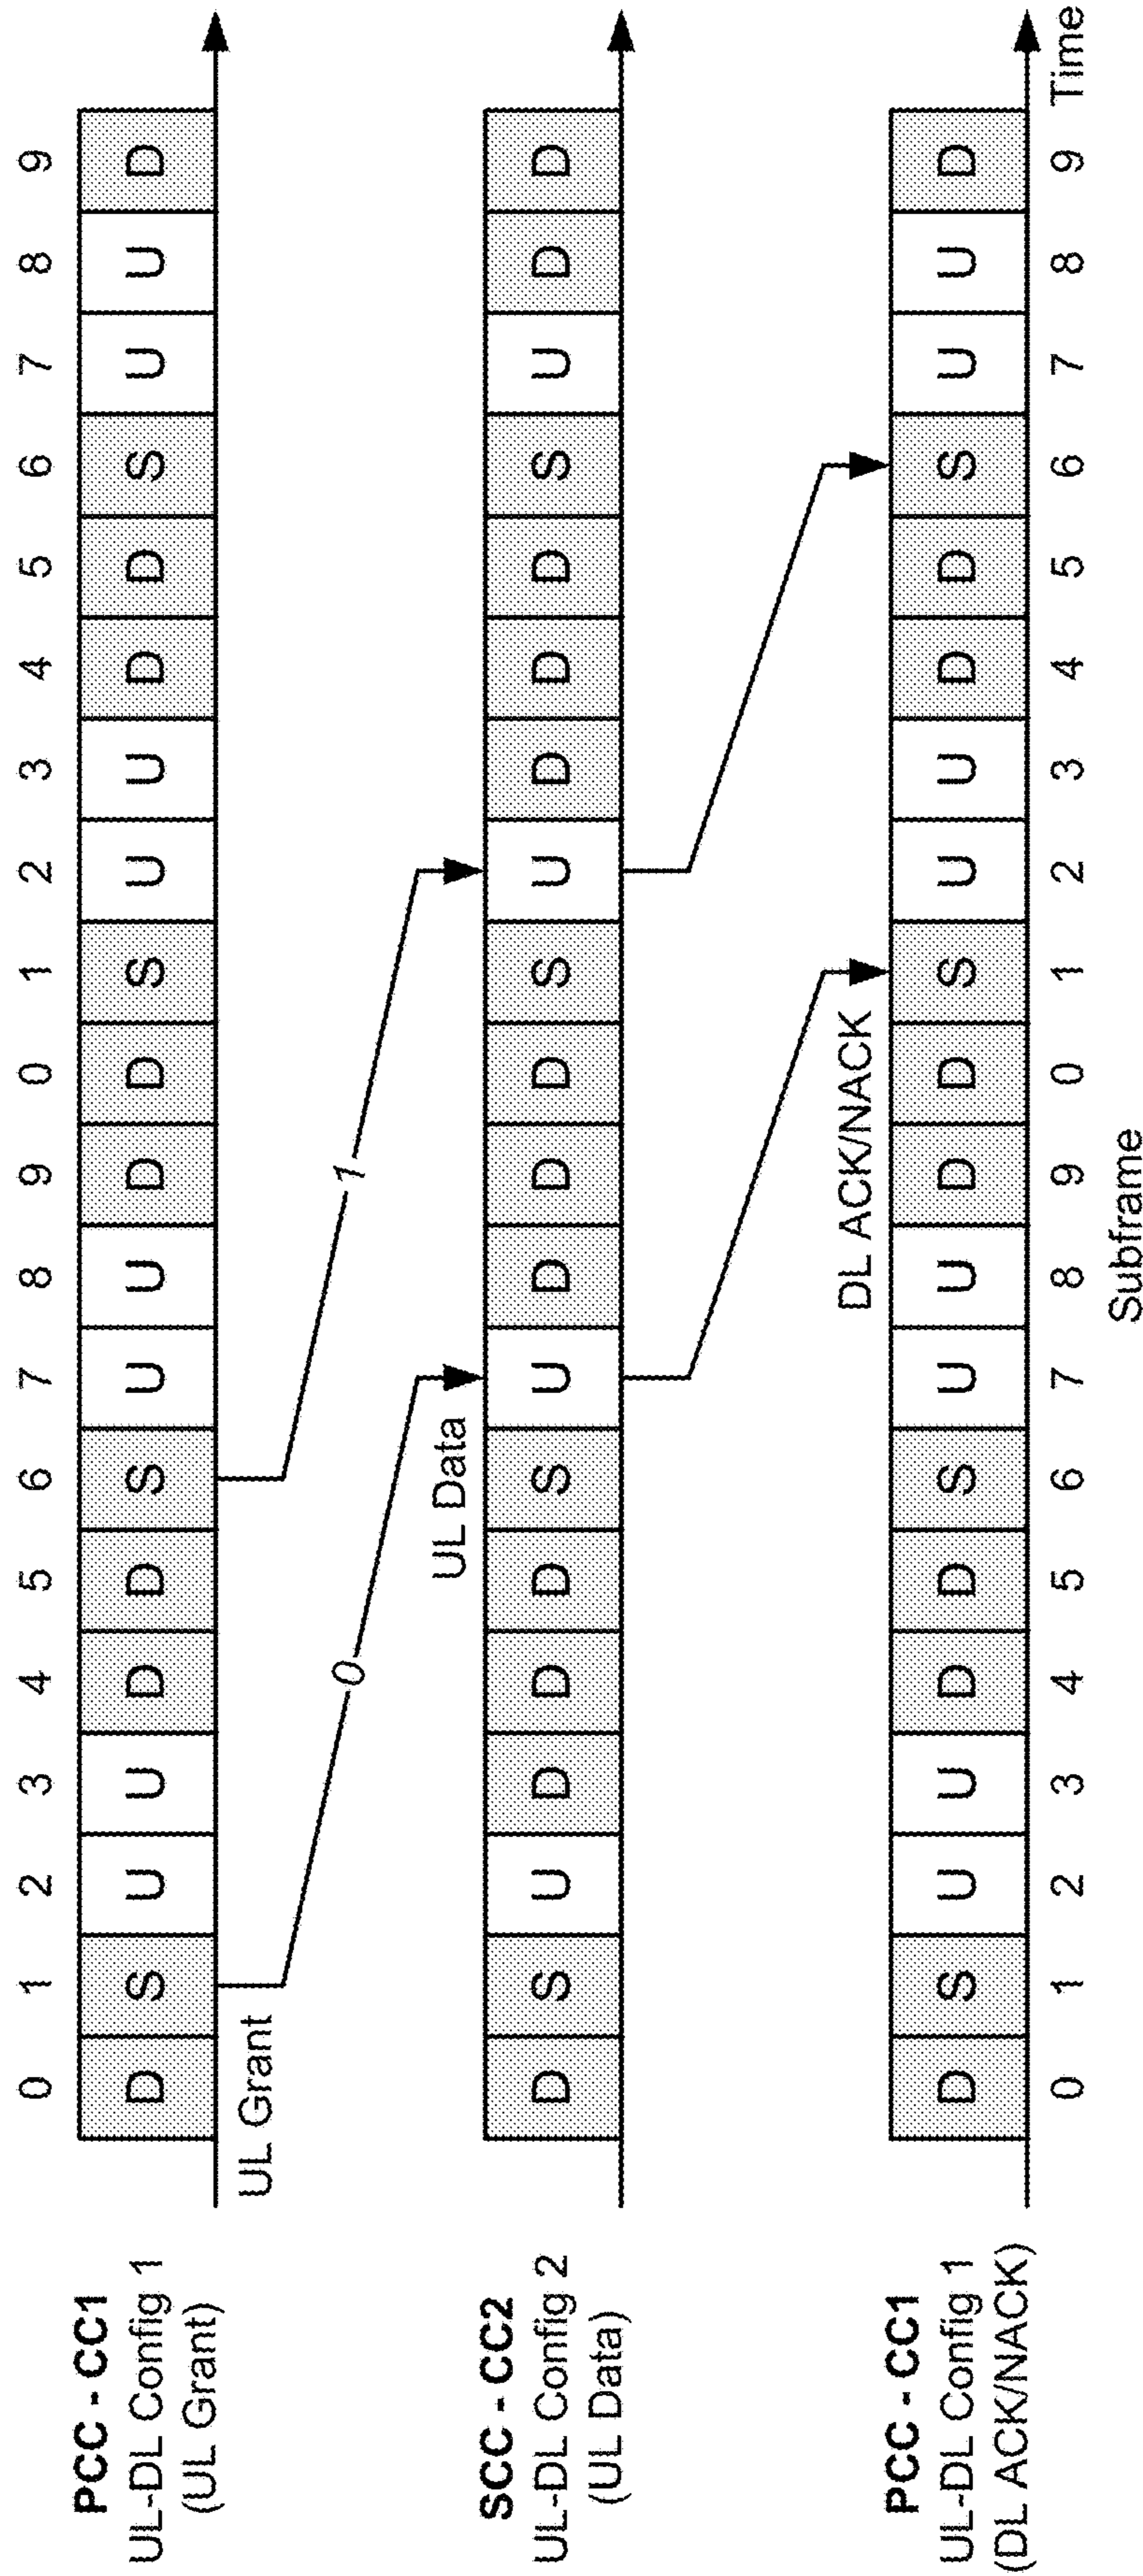 0 1 2 3 4 5 6 7 8 9 0 1 2 3 4 5 6 7 8 9
PCC - CC1
UL-DL Config 1
(UL Grant)
D S U U D D S U U D D S U U D D S U U D
UL Grant
0
1
UL Data
SCC - CC2
UL-DL Config 2
(UL Data)
D S U D D D S U D D D S U D D D S U D D
DL ACK/NACK
PCC - CC1
UL-DL Config 1
(DL ACK/NACK)
D S U U D D S U U D D S U U D D S U U D
0 1 2 3 4 5 6 7 8 9 0 1 2 3 4 5 6 7 8 9 Time
Subframe